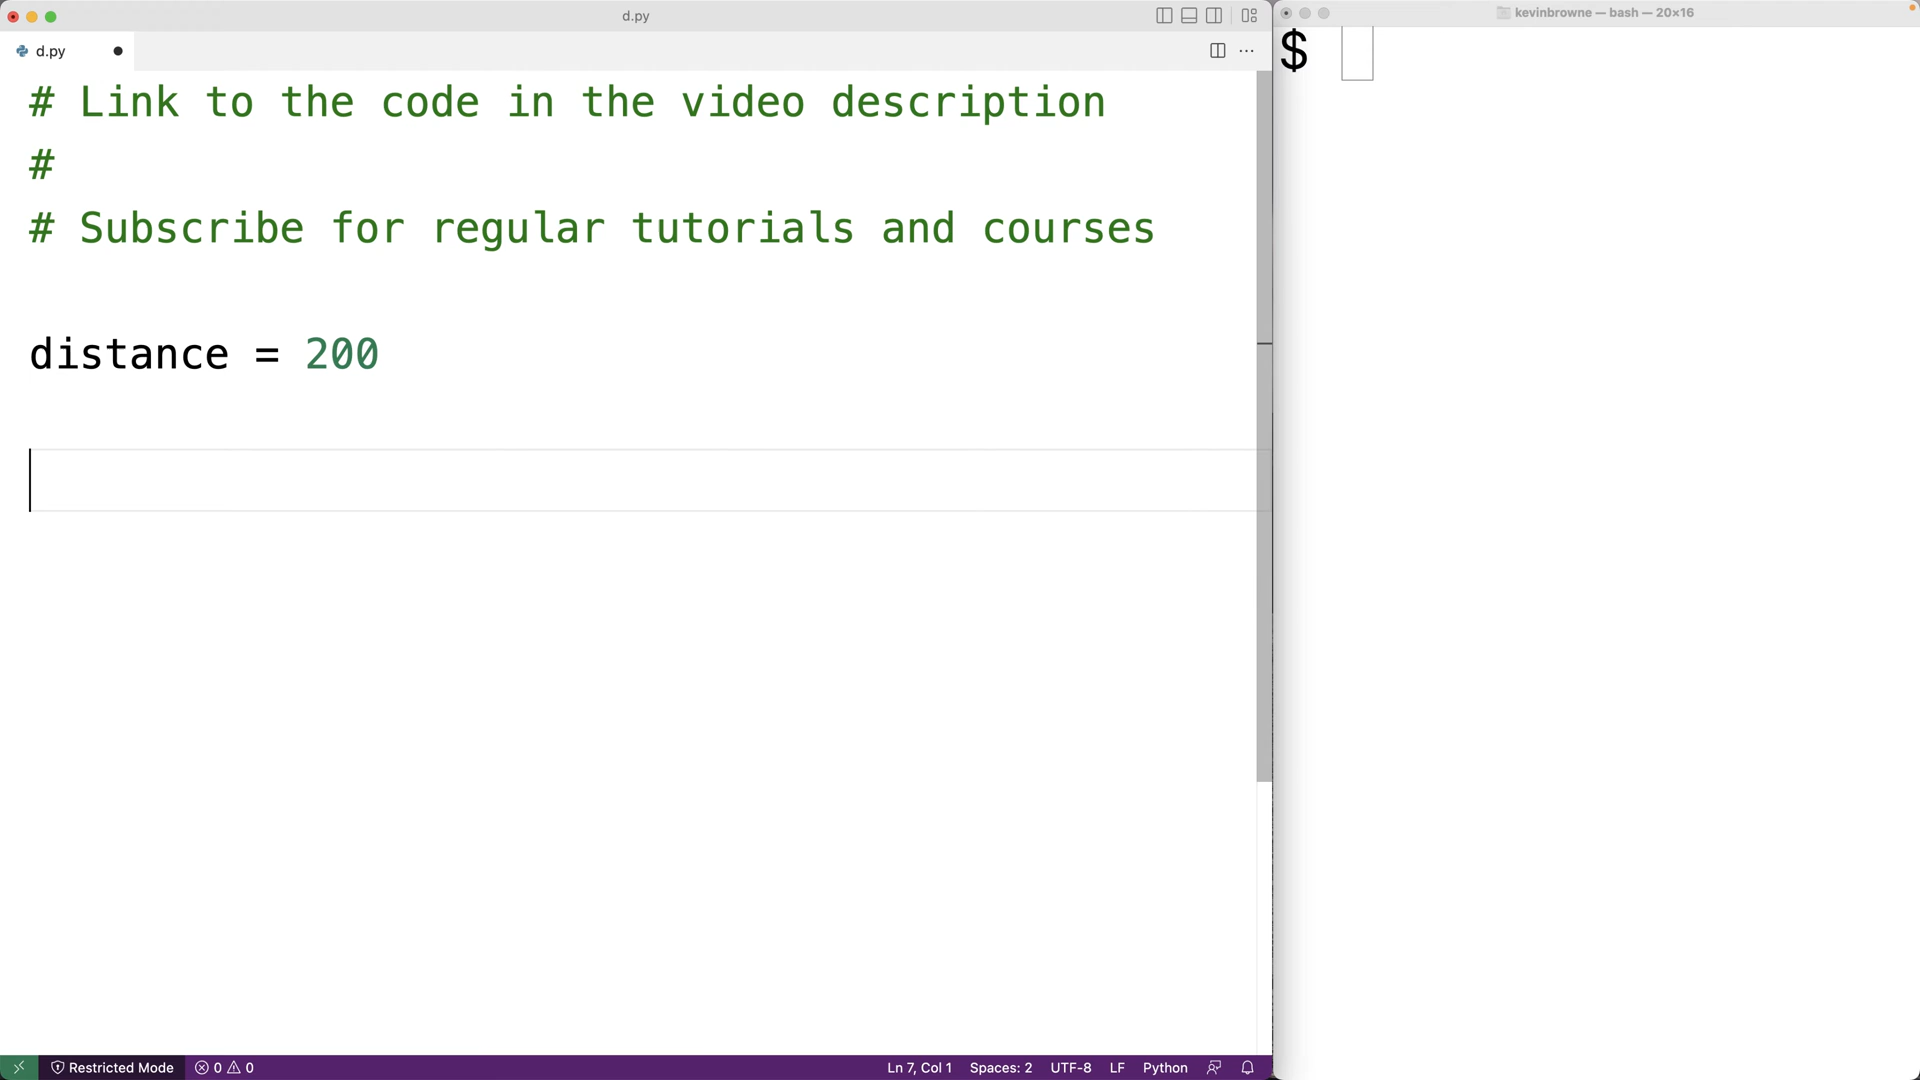 d.py
kevinbrowne — bash — 20×16
d.py
# Link to the code in the video description
#
# Subscribe for regular tutorials and courses
distance = 200
$
Restricted Mode 0 0 Ln 7, Col 1 Spaces: 2 UTF-8 LF Python